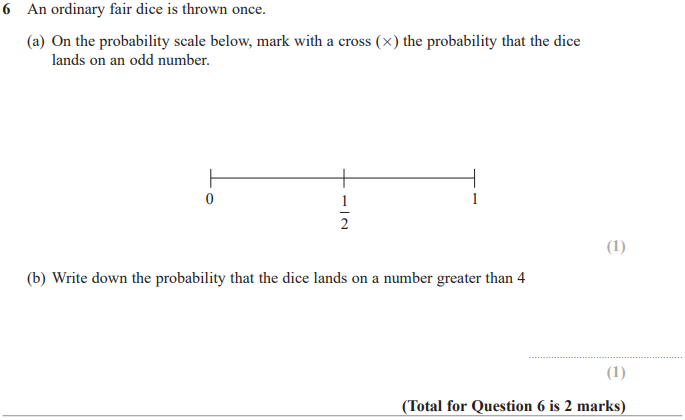 6 An ordinary fair dice is thrown once.
(a) On the probability scale below, mark with a cross (×) the probability that the dice
lands on an odd number.
0
1
2
1
(1)
(b) Write down the probability that the dice lands on a number greater than 4
(1)
(Total for Question 6 is 2 marks)